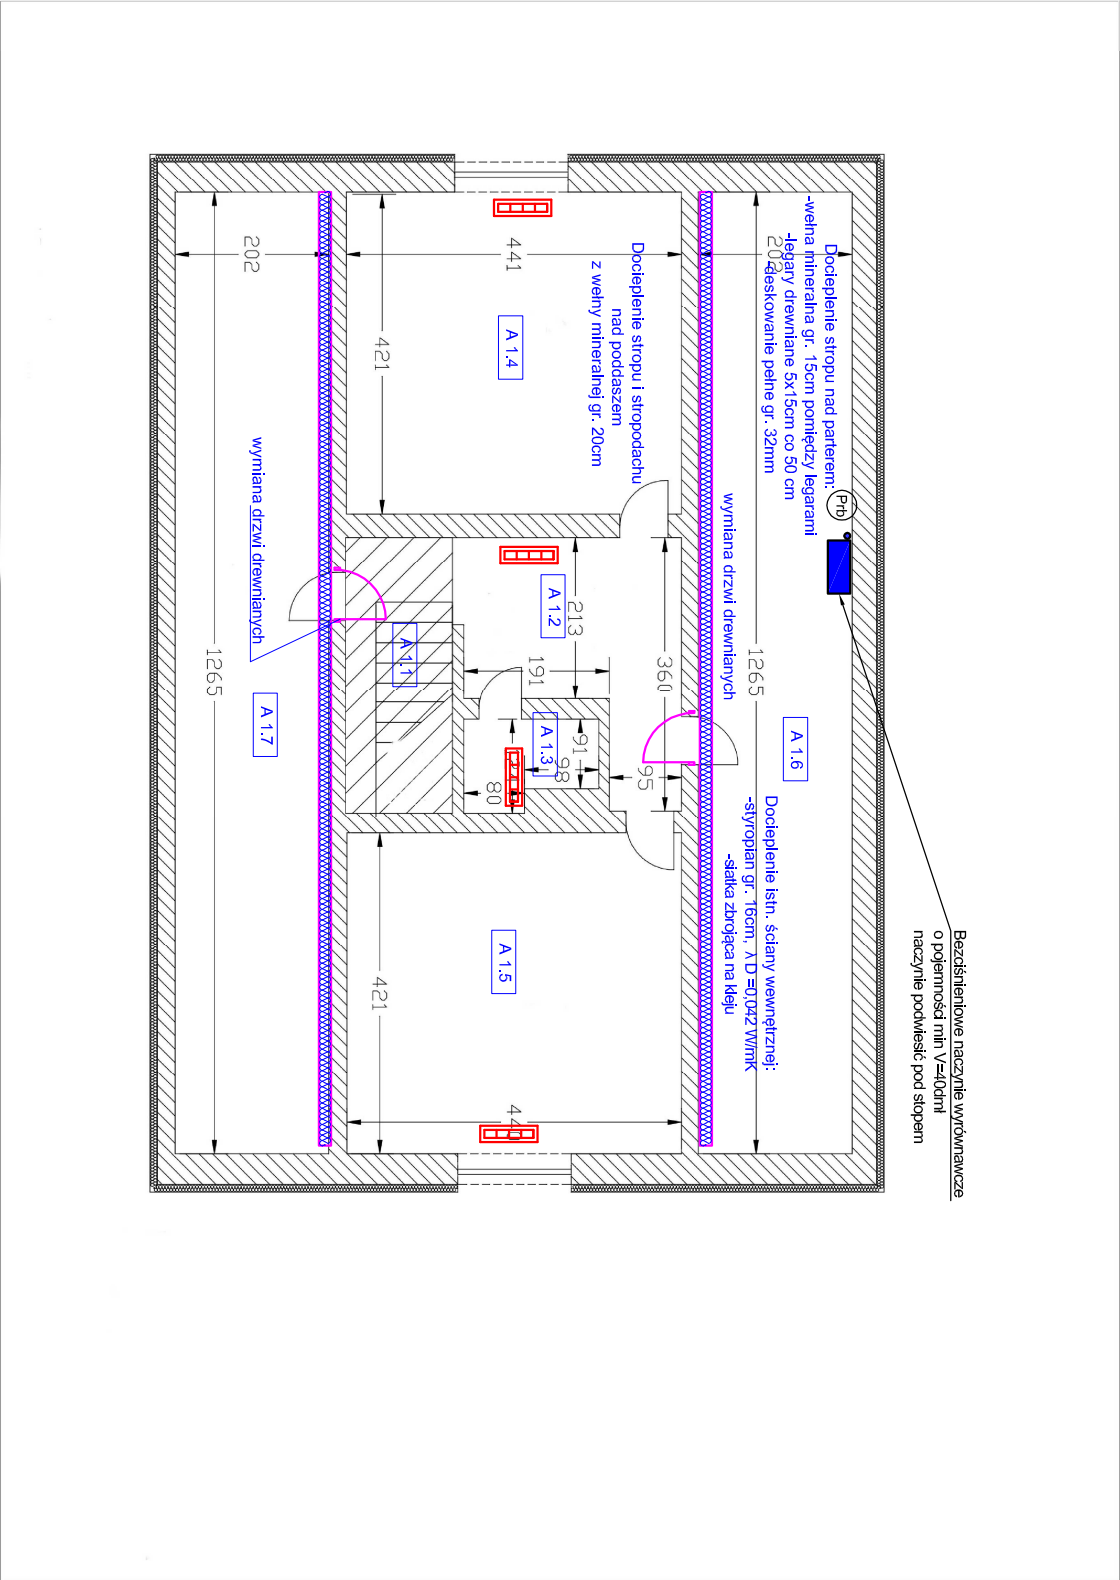 Docieplenie stropu nad parterem:
-wełna mineralna gr. 15cm pomiędzy legarami
-legary drewniane 5x15cm co 50 cm
-deskowanie pełne gr. 32mm
Prb
Bezciśnieniowe naczynie wyrównawcze
o pojemności min V=40dmł
naczynie podwiesić pod stopem
202
1265
A 1.6
wymiana drzwi drewnianych
Docieplenie istn. ściany wewnętrznej:
-styropian gr. 16cm, λ D =0,042 W/mK
-siatka zbrojąca na kleju
Docieplenie stropu i stropodachu
nad poddaszem
z wełny mineralnej gr. 20cm
441
A 1.4
421
360
95
213
A 1.2
191
91
98
A 1.3
80
A 1.1
A 1.5
421
wymiana drzwi drewnianych
202
1265
A 1.7